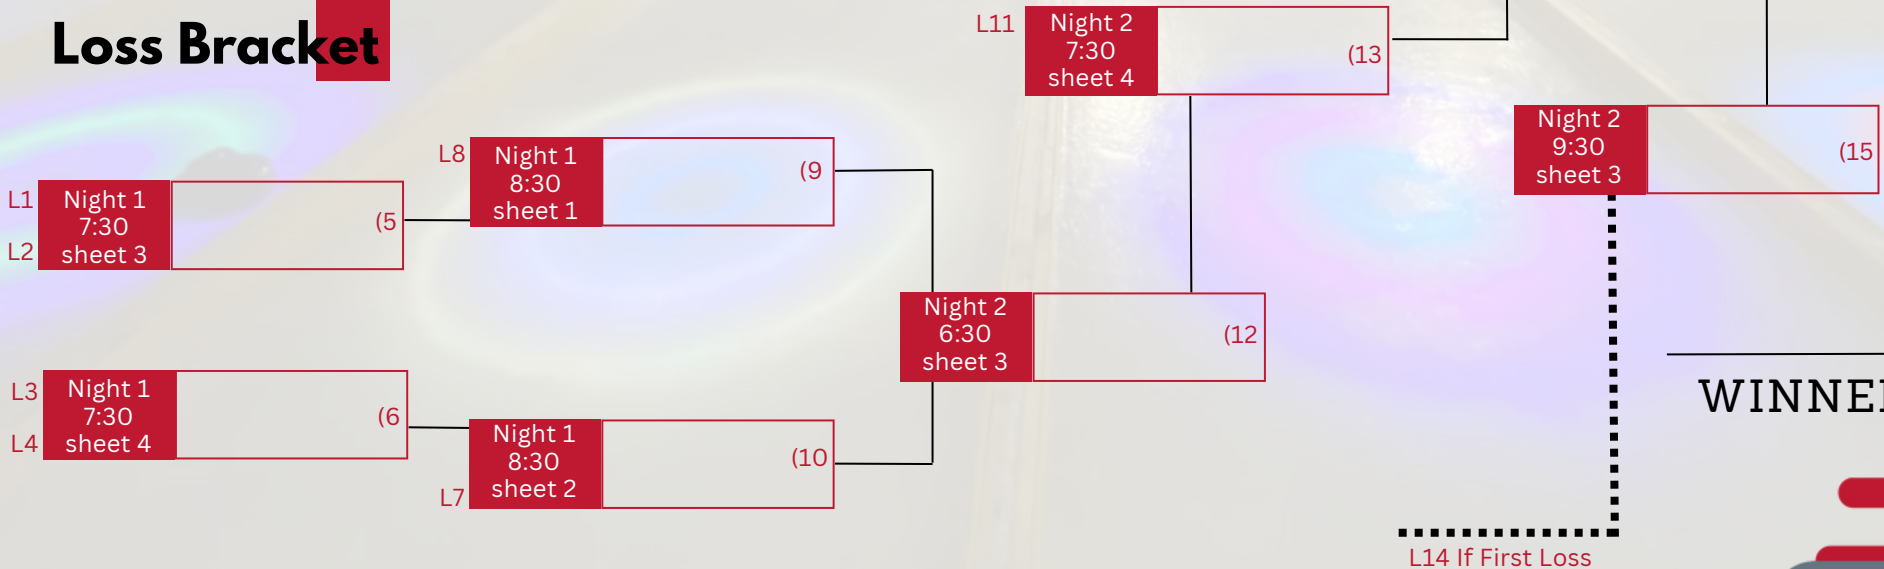 Loss Bracket
L11
Night 2
7:30
sheet 4
(13
L8
Night 1
8:30
sheet 1
(9
Night 2
9:30
sheet 3
(15
L1
L2
Night 1
7:30
sheet 3
(5
Night 2
6:30
sheet 3
(12
L3
L4
Night 1
7:30
sheet 4
(6
L7
Night 1
8:30
sheet 2
(10
WINNE
L14 If First Loss